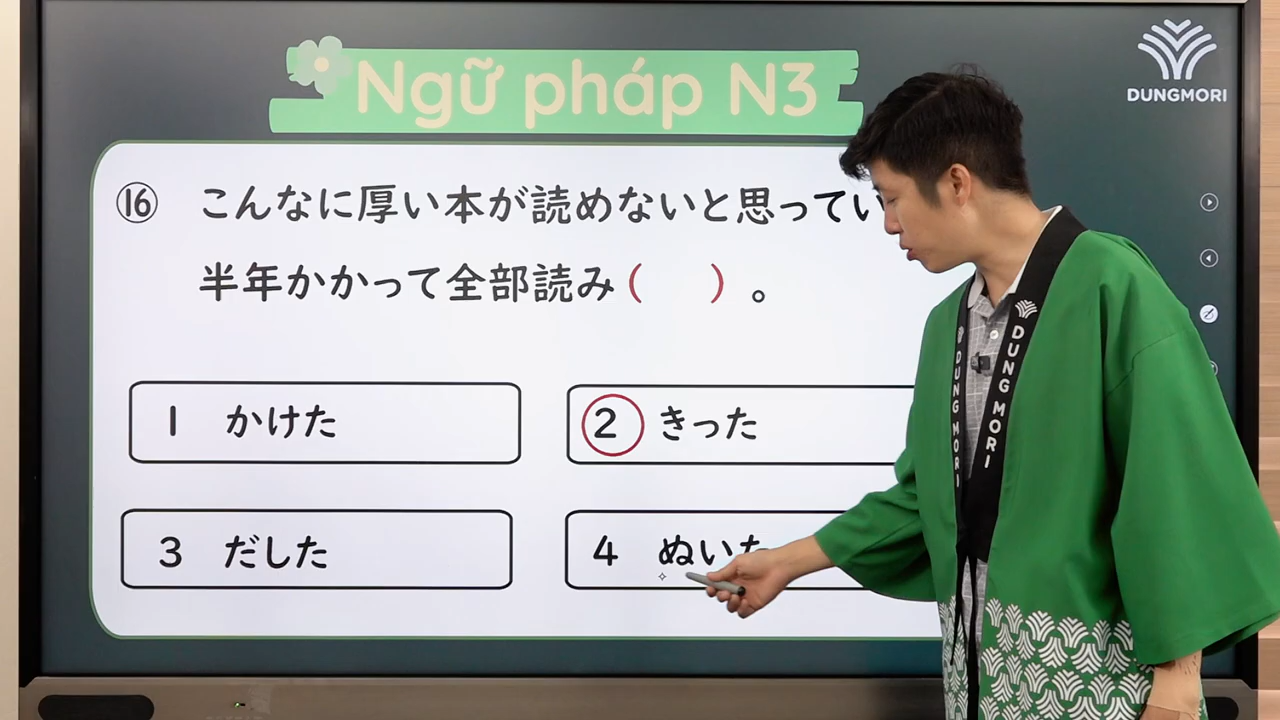 Ngữ pháp N3
DUNGMORI
⑯ こんなに厚い本が読めないと思ってい
半年かかって全部読み( )。
1 かけた
2 きった
3 だした
4 ぬいた
DUNG MORI
DUNG MORI